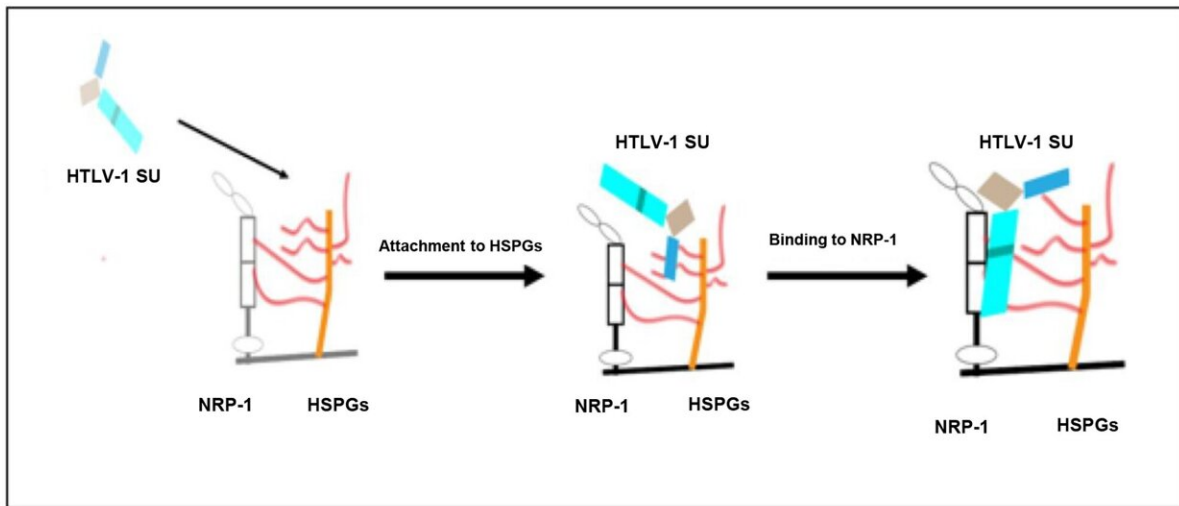 HTLV-1 SU
NRP-1
HSPGs
Attachment to HSPGs
HTLV-1 SU
NRP-1
HSPGs
Binding to NRP-1
HTLV-1 SU
NRP-1
HSPGs